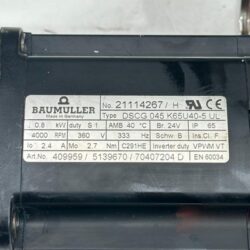 BAUMULLER
Made in Germany
No. 21114267 / H
Type DSCG 045 K65U40-5 UL
0.8 kW duty S 1 AMB 40 °C Br. 24V IP 65
4000 RPM 360 V 333 Hz Schw. B Ins.Cl. F
Io 2.4 A Mo 2.7 Nm C291HE Inverter duty VPWM VT
Art.No. 409959 / 5139670 / 70407204 D EN 60034